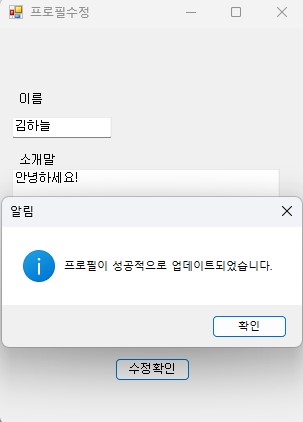 프로필수정
이름
김하늘
소개말
안녕하세요!
알림
프로필이 성공적으로 업데이트되었습니다.
확인
수정확인